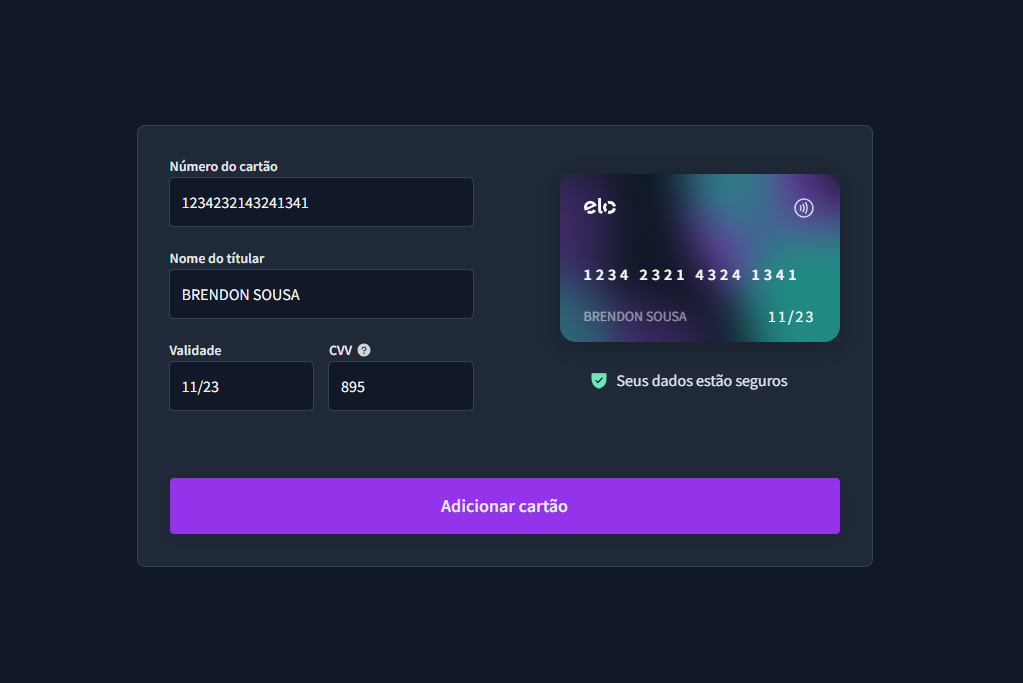 Número do cartão
1234232143241341
Nome do títular
BRENDON SOUSA
Validade
CVV ?
11/23
895
elo
1234 2321 4324 1341
BRENDON SOUSA
11/23
Seus dados estão seguros
Adicionar cartão